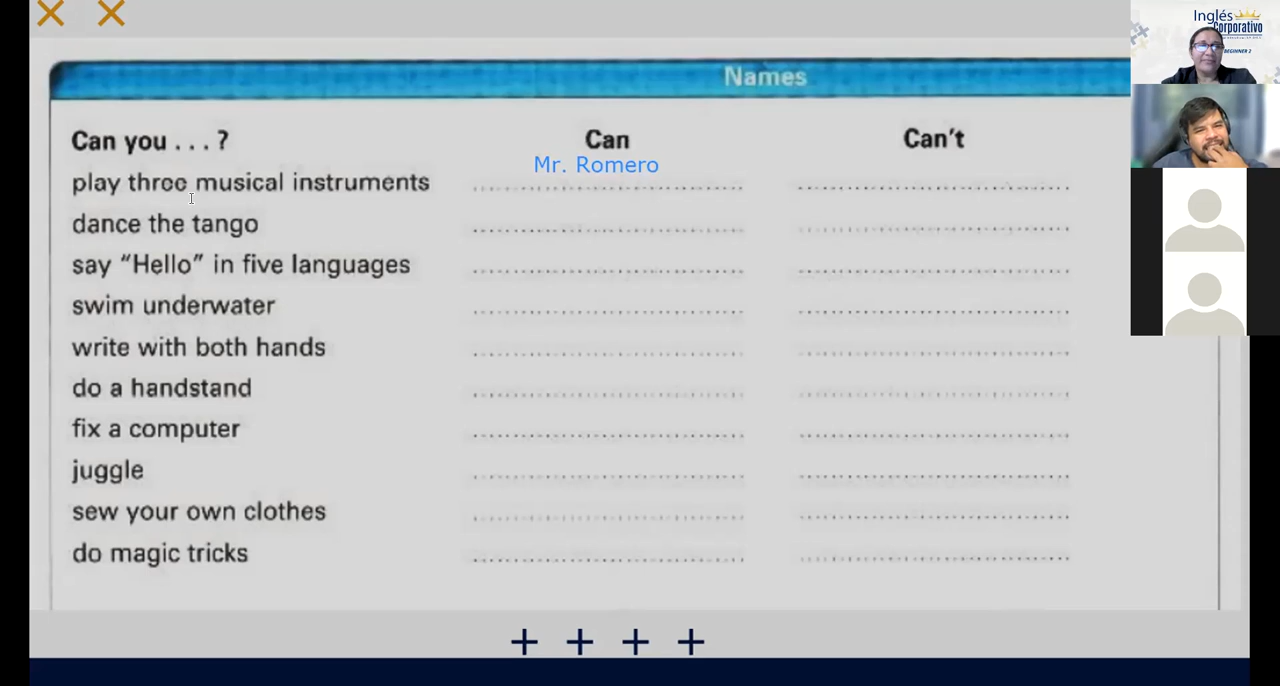 Inglés
Corporativo
BEGINNER 2
Names
Can you . . . ?
Can
Can't
Mr. Romero
play three musical instruments
dance the tango
say “Hello” in five languages
swim underwater
write with both hands
do a handstand
fix a computer
juggle
sew your own clothes
do magic tricks